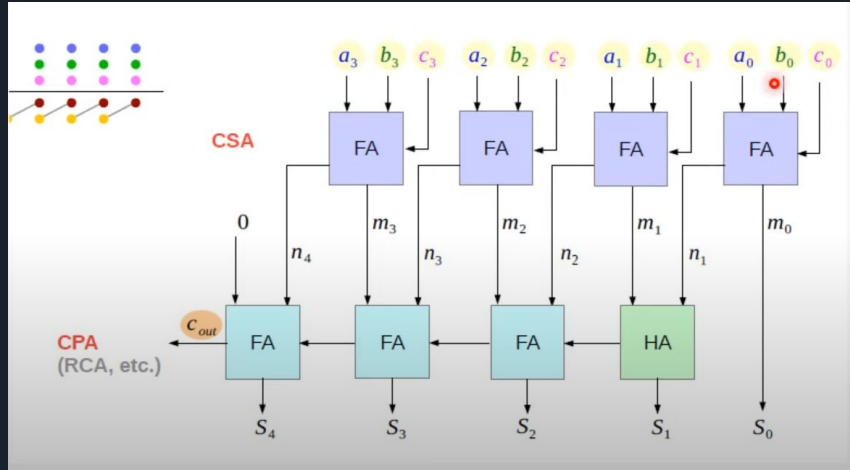 a₃ b₃ c₃ a₂ b₂ c₂ a₁ b₁ c₁ a₀ b₀ c₀
CSA FA FA FA FA
0 m₃ m₂ m₁ m₀
n₄ n₃ n₂ n₁
c_out
CPA FA FA FA HA
(RCA, etc.)
S₄ S₃ S₂ S₁ S₀